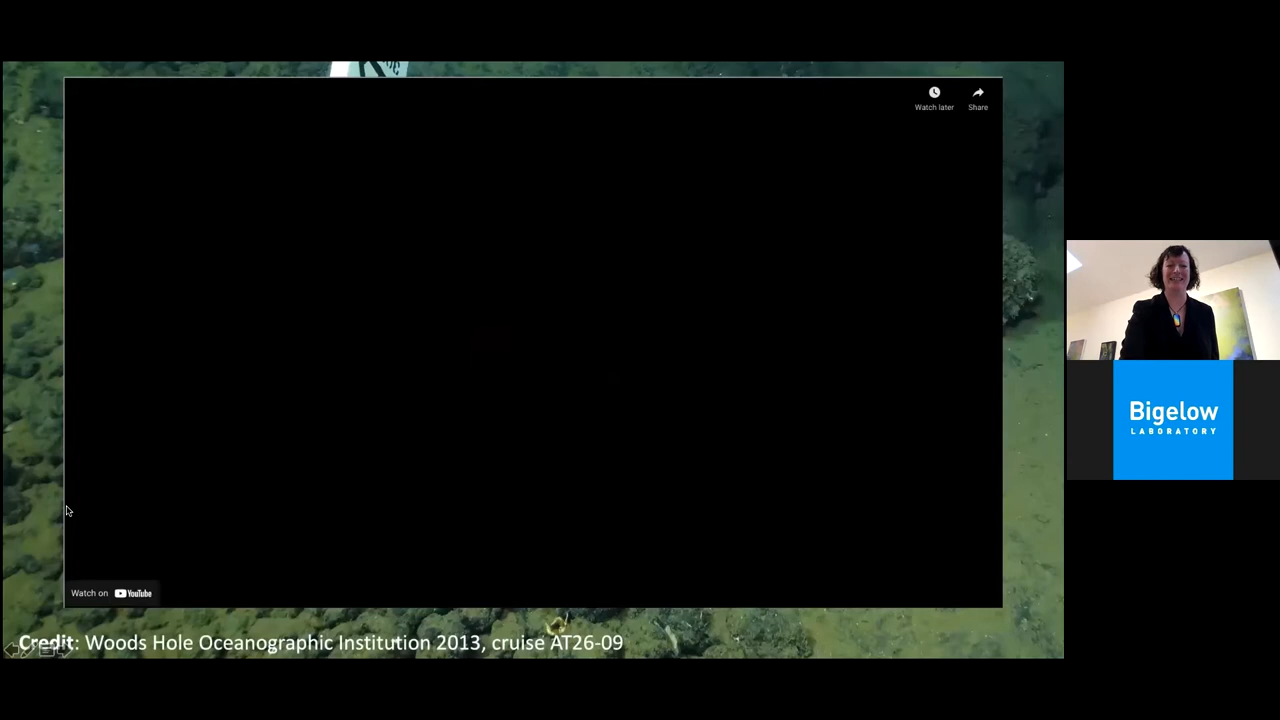 Watch later
Share
Watch on YouTube
Credit: Woods Hole Oceanographic Institution 2013, cruise AT26-09
Bigelow
LABORATORY